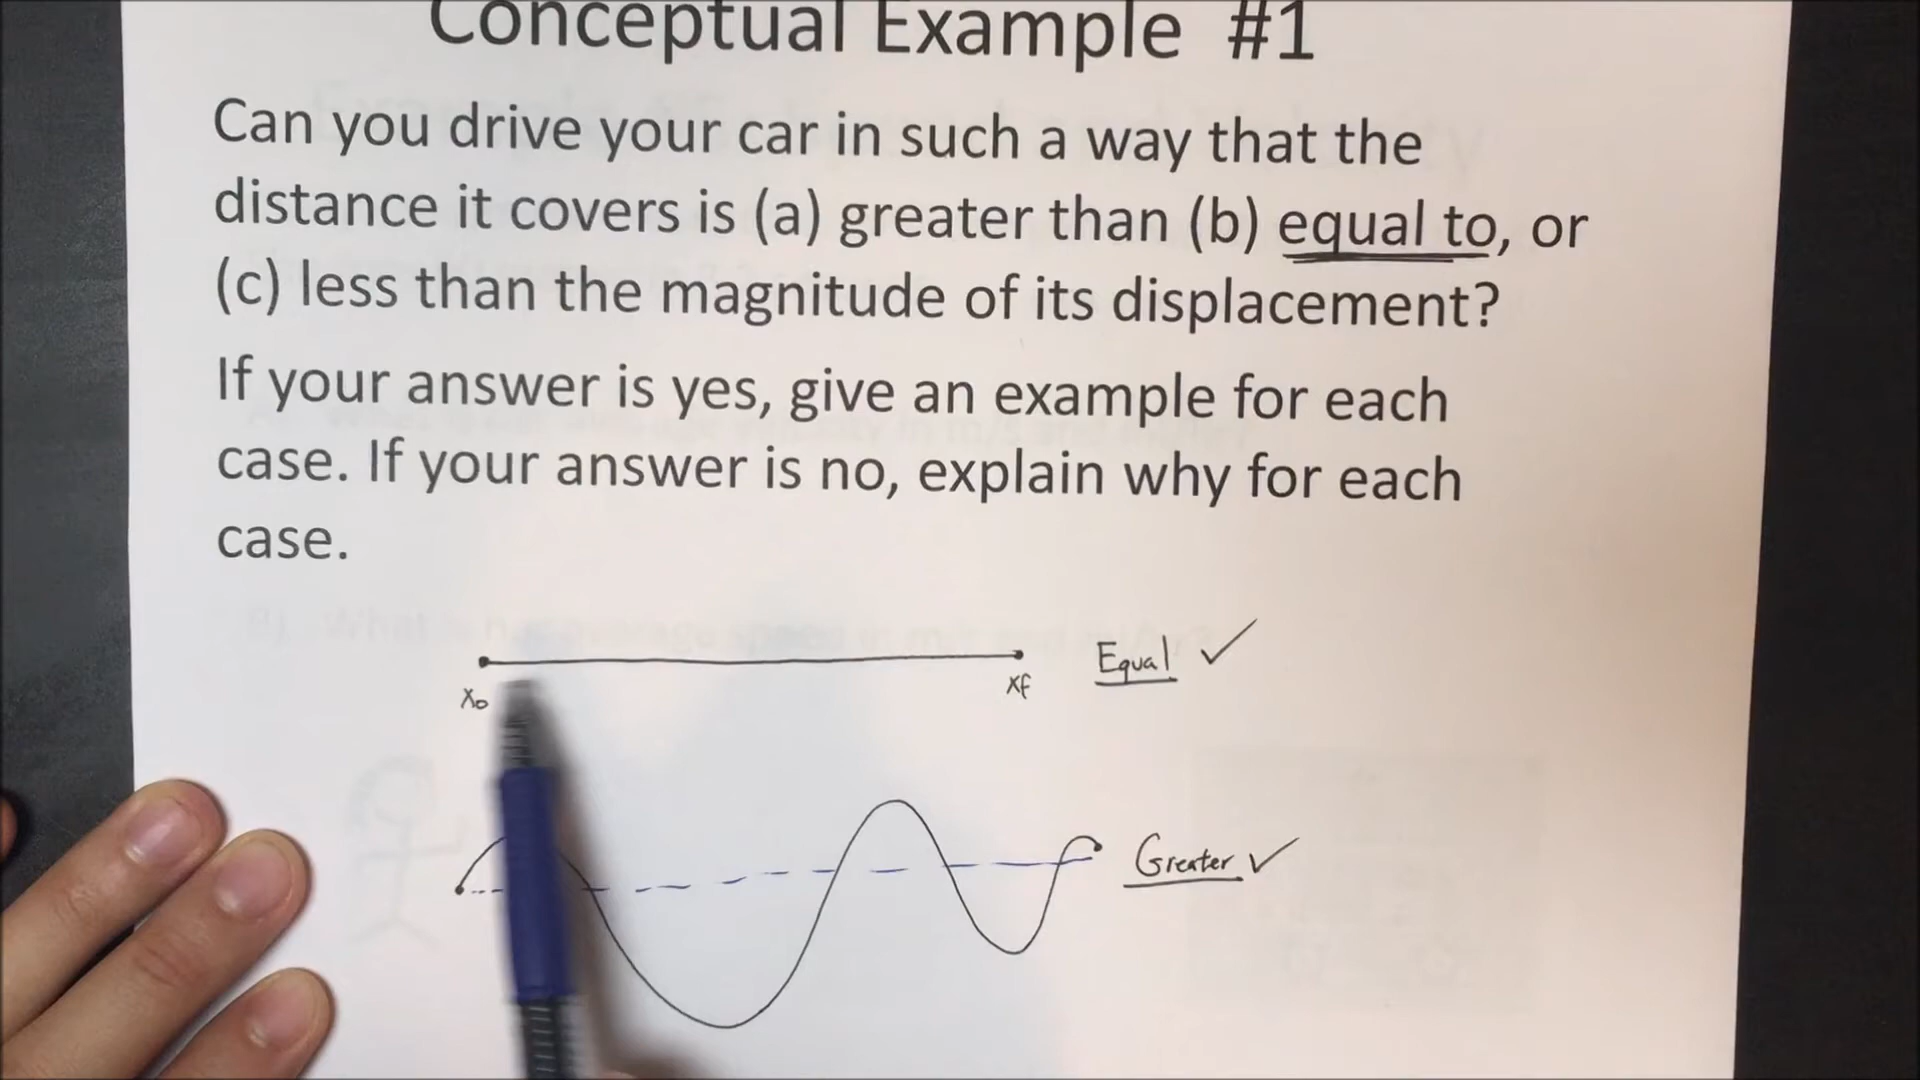 Conceptual Example #1
Can you drive your car in such a way that the
distance it covers is (a) greater than (b) equal to, or
(c) less than the magnitude of its displacement?
If your answer is yes, give an example for each
case. If your answer is no, explain why for each
case.
Equal ✓
X₀
Xf
Greater ✓